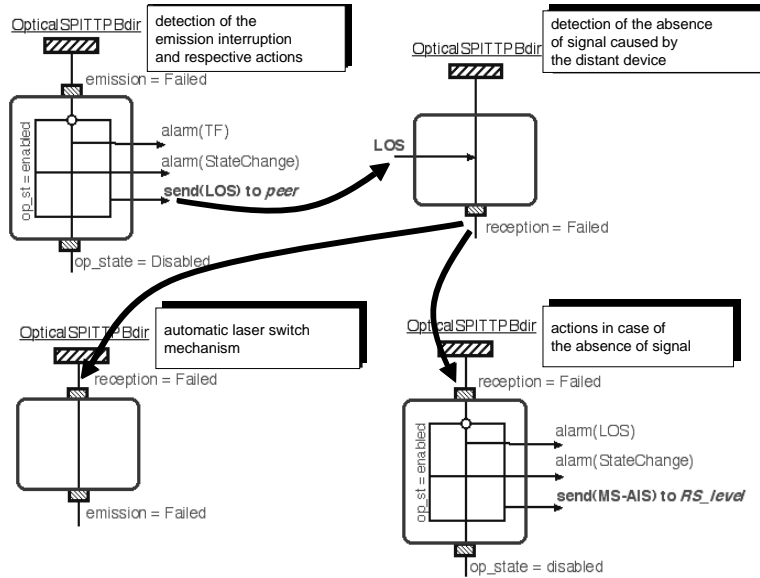 OpticalSPITTPBdir
detection of the
emission interruption
and respective actions
emission = Failed
op_st = enabled
alarm(TF)
alarm(StateChange)
send(LOS) to peer
op_state = Disabled
OpticalSPITTPBdir
detection of the absence
of signal caused by
the distant device
LOS
reception = Failed
OpticalSPITTPBdir
automatic laser switch
mechanism
reception = Failed
emission = Failed
OpticalSPITTPBdir
actions in case of
the absence of signal
reception = Failed
op_st = enabled
alarm(LOS)
alarm(StateChange)
send(MS-AIS) to RS_level
op_state = disabled